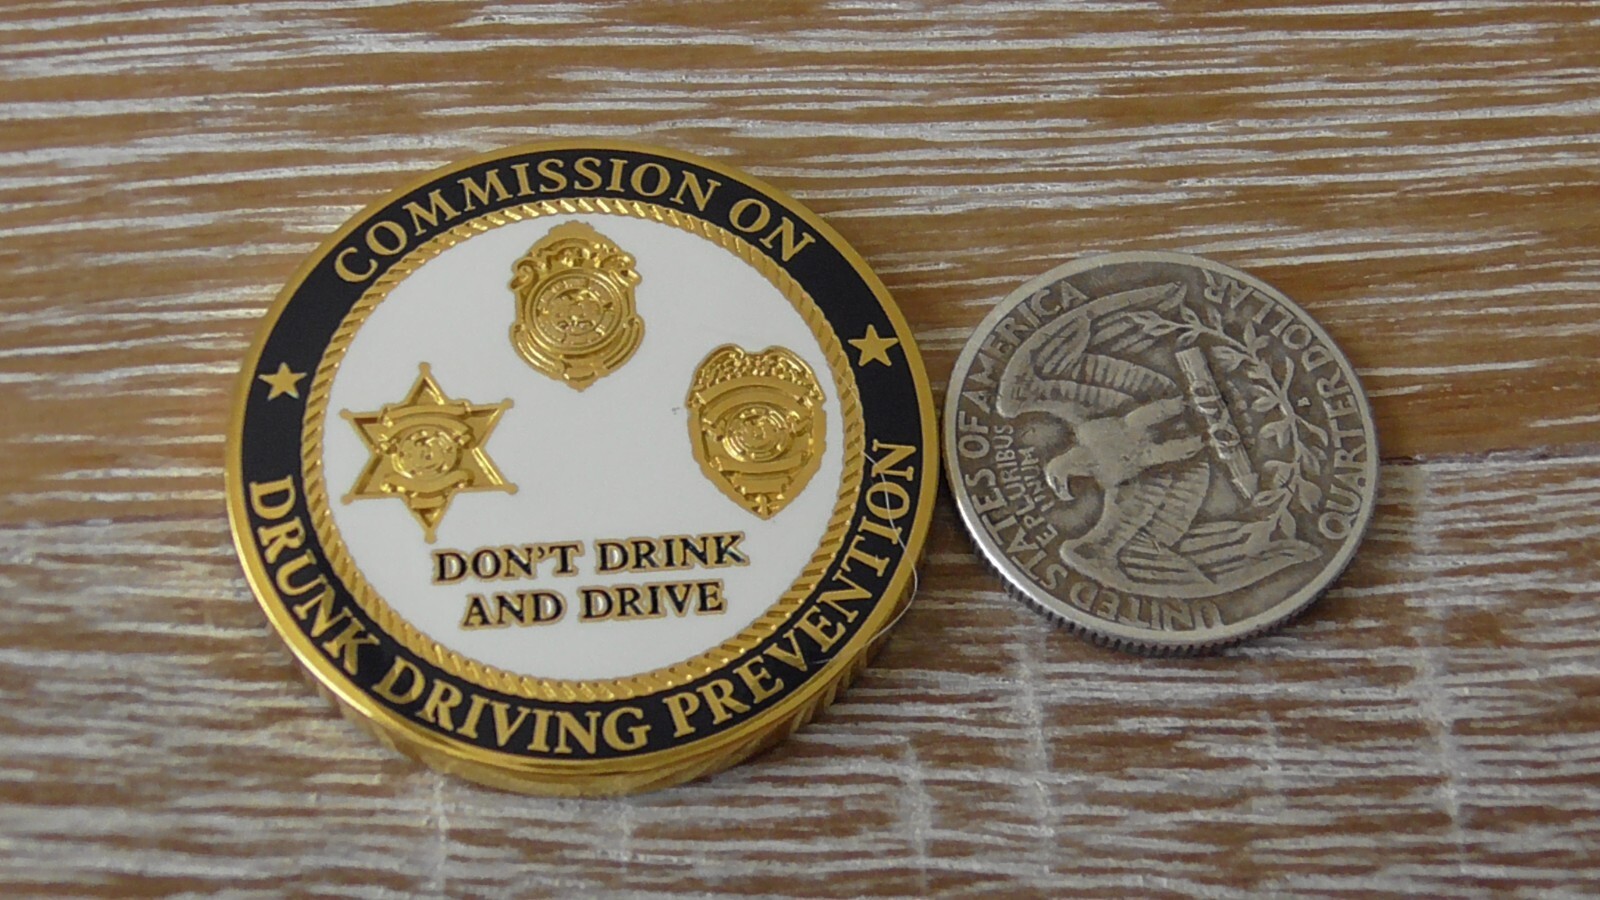 COMMISSION ON
DRUNK DRIVING PREVENTION
DON'T DRINK
AND DRIVE
UNITED STATES OF AMERICA
E PLURIBUS
UNUM
QUARTER DOLLAR